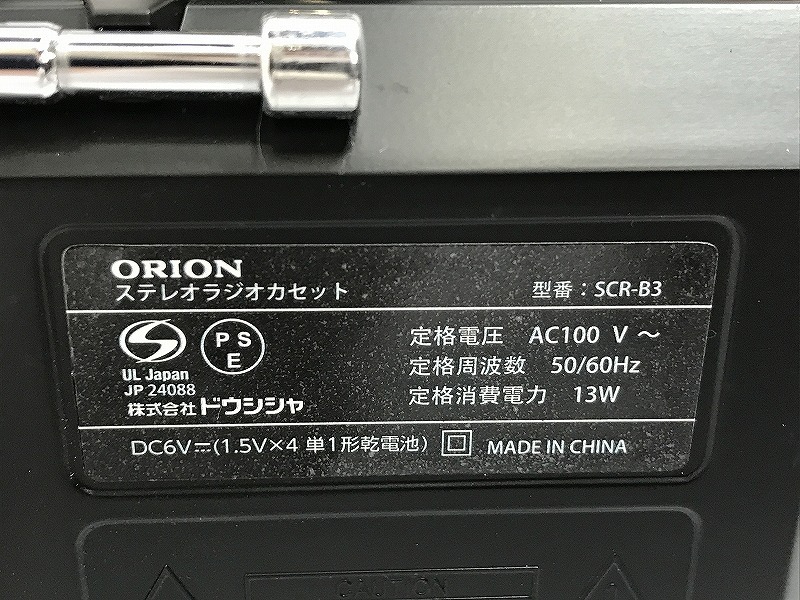 ORION
ステレオラジオカセット 型番：SCR-B3
PS
E
定格電圧 AC100 V ～
定格周波数 50/60Hz
定格消費電力 13W
UL Japan
JP 24088
株式会社ドウシシャ
DC6V⎓(1.5V×4 単1形乾電池) MADE IN CHINA
CAUTION